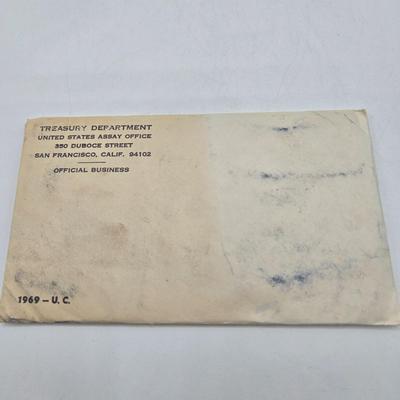 TREASURY DEPARTMENT
UNITED STATES ASSAY OFFICE
350 DUBOCE STREET
SAN FRANCISCO, CALIF. 94102
OFFICIAL BUSINESS
1969 – U. C.